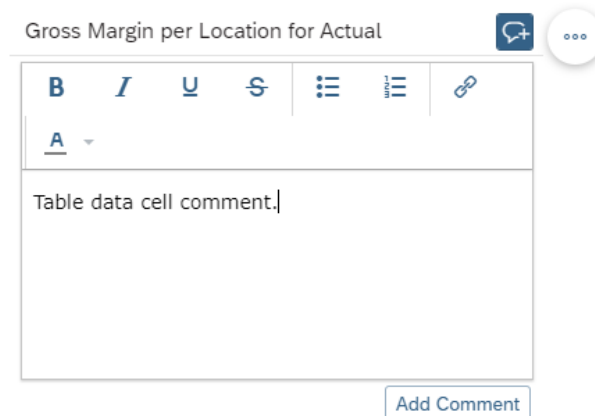 Gross Margin per Location for Actual
B I U S
A
Table data cell comment.
Add Comment